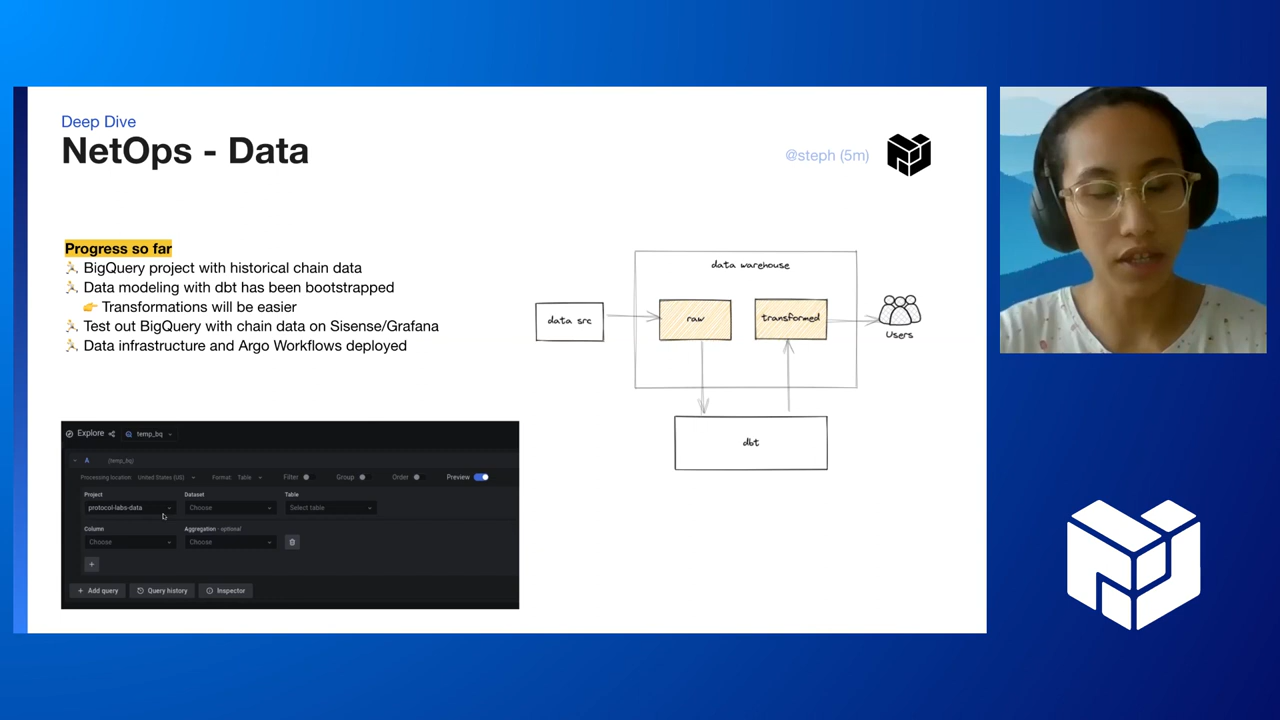 Deep Dive
NetOps - Data
@steph (5m)
Progress so far
BigQuery project with historical chain data
Data modeling with dbt has been bootstrapped
Transformations will be easier
Test out BigQuery with chain data on Sisense/Grafana
Data infrastructure and Argo Workflows deployed
data warehouse
data src
raw
transformed
Users
dbt
Explore
temp_bq
A
(temp_bq)
Processing location: United States (US)
Format: Table
Filter
Group
Order
Preview
Project
Dataset
Table
protocol-labs-data
Choose
Select table
Column
Aggregation - optional
Choose
Choose
+ Add query
Query history
Inspector